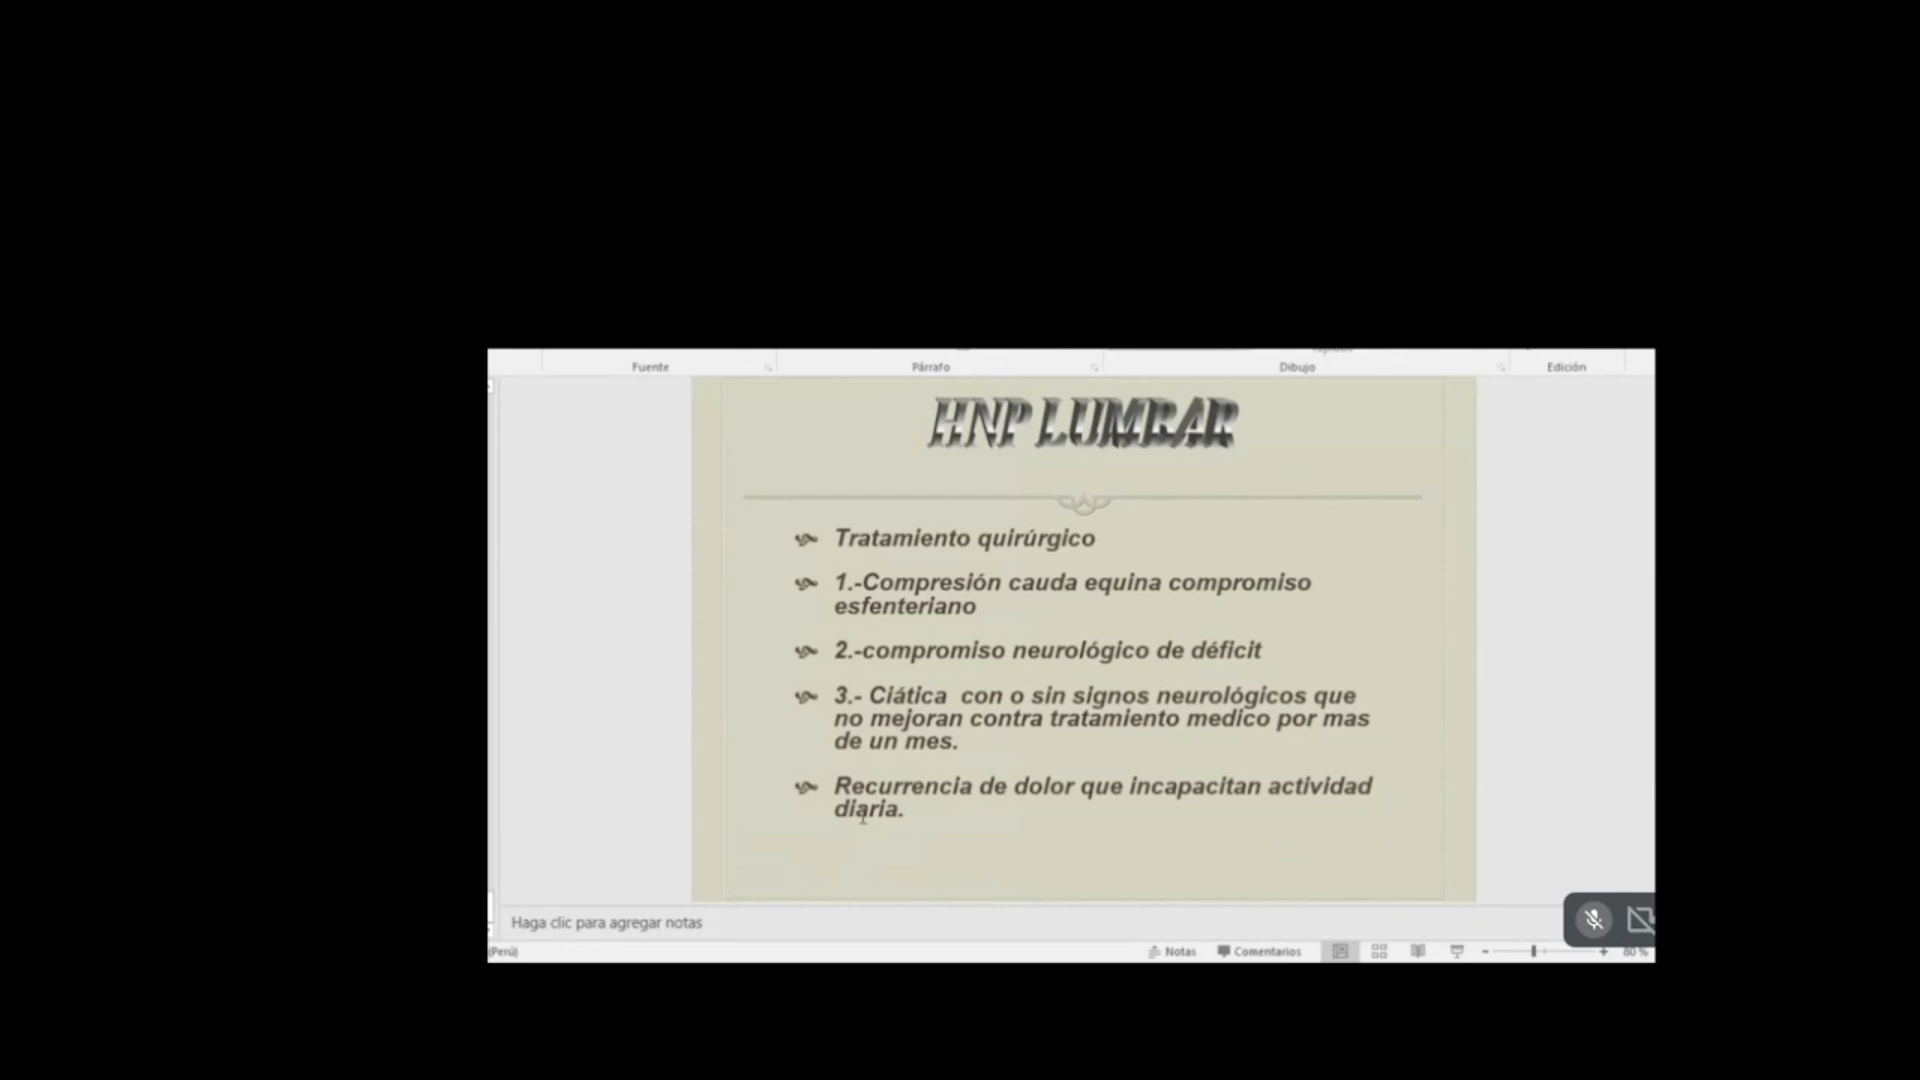 Fuente Párrafo Dibujo Edición
HNP LUMBAR
Tratamiento quirúrgico
1.-Compresión cauda equina compromiso
esfenteriano
2.-compromiso neurológico de déficit
3.- Ciática con o sin signos neurológicos que
no mejoran contra tratamiento medico por mas
de un mes.
Recurrencia de dolor que incapacitan actividad
diaria.
Haga clic para agregar notas
(Perú) Notas Comentarios 80 %